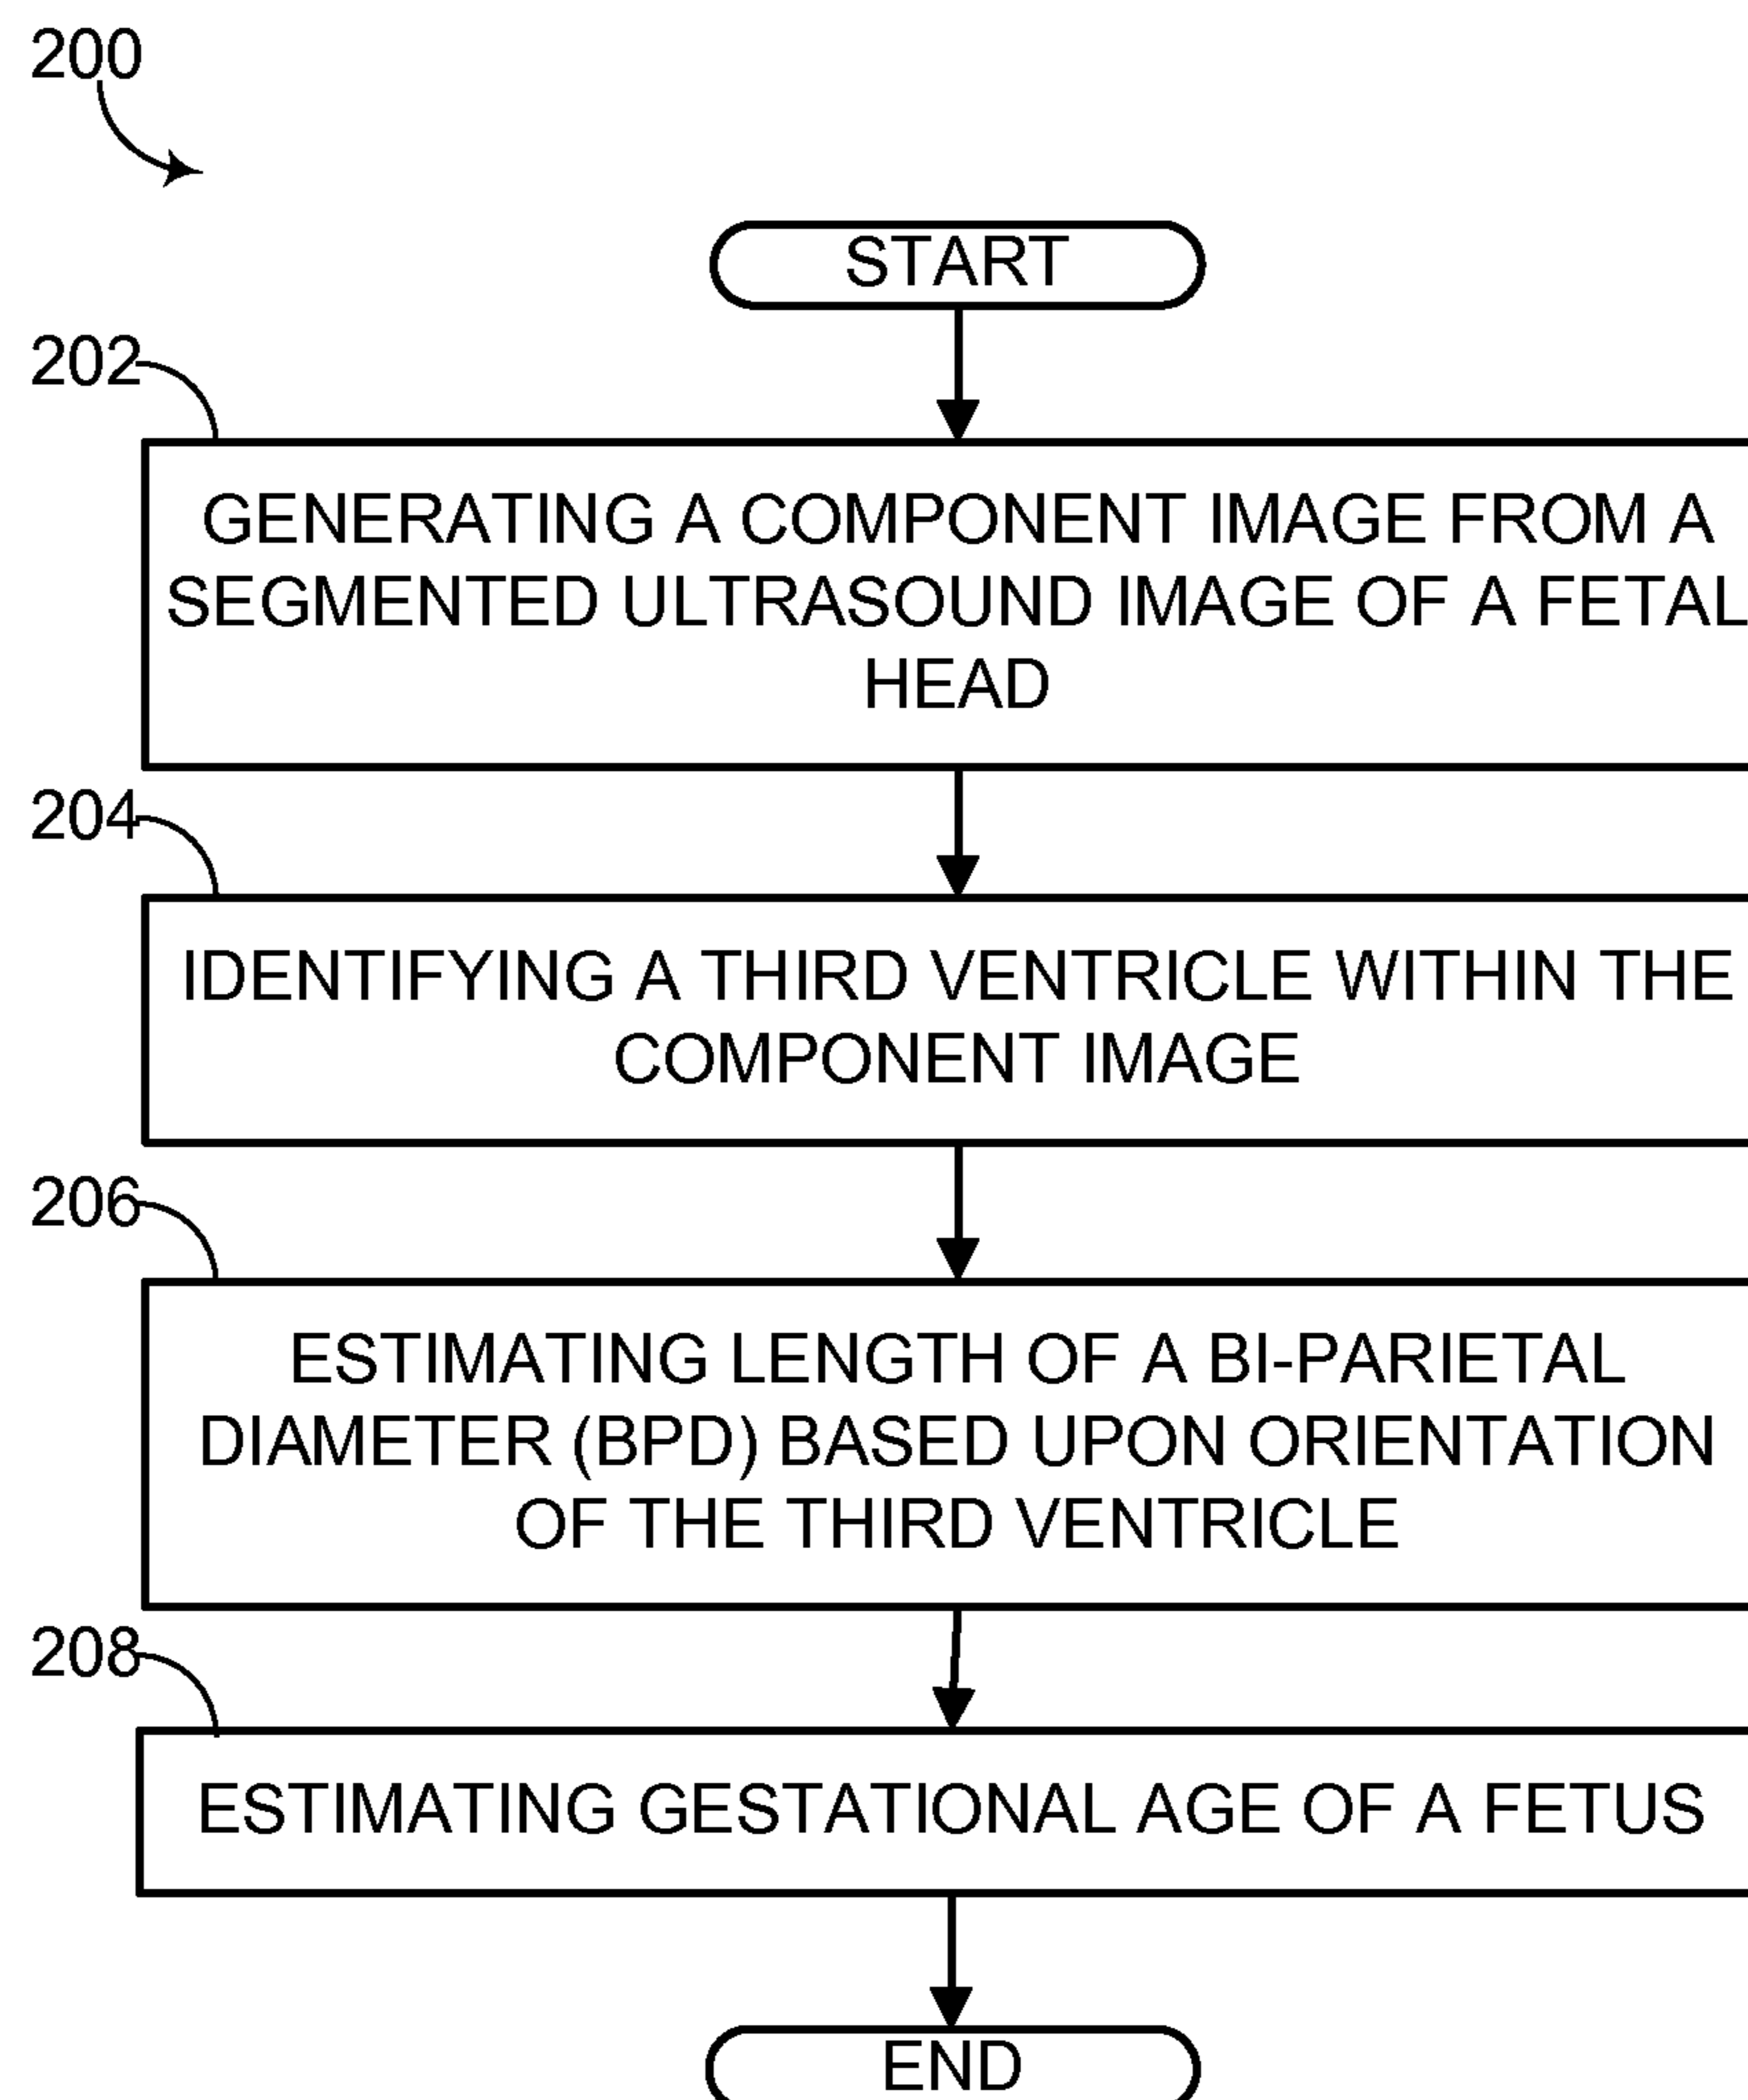 200
START
202
GENERATING A COMPONENT IMAGE FROM A
SEGMENTED ULTRASOUND IMAGE OF A FETAL
HEAD
204
IDENTIFYING A THIRD VENTRICLE WITHIN THE
COMPONENT IMAGE
206
ESTIMATING LENGTH OF A BI-PARIETAL
DIAMETER (BPD) BASED UPON ORIENTATION
OF THE THIRD VENTRICLE
208
ESTIMATING GESTATIONAL AGE OF A FETUS
END